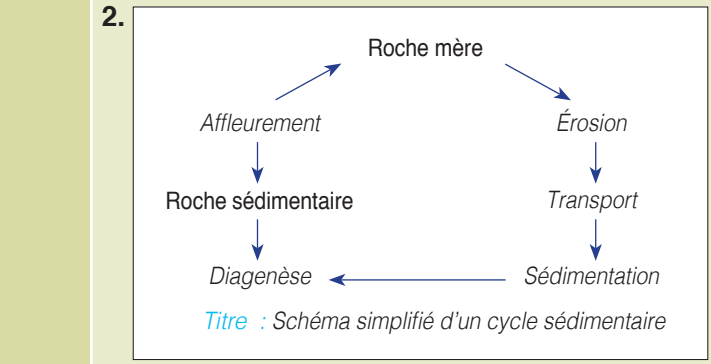 2.
Roche mère
Affleurement Érosion
Roche sédimentaire Transport
Diagenèse Sédimentation
Titre : Schéma simplifié d'un cycle sédimentaire